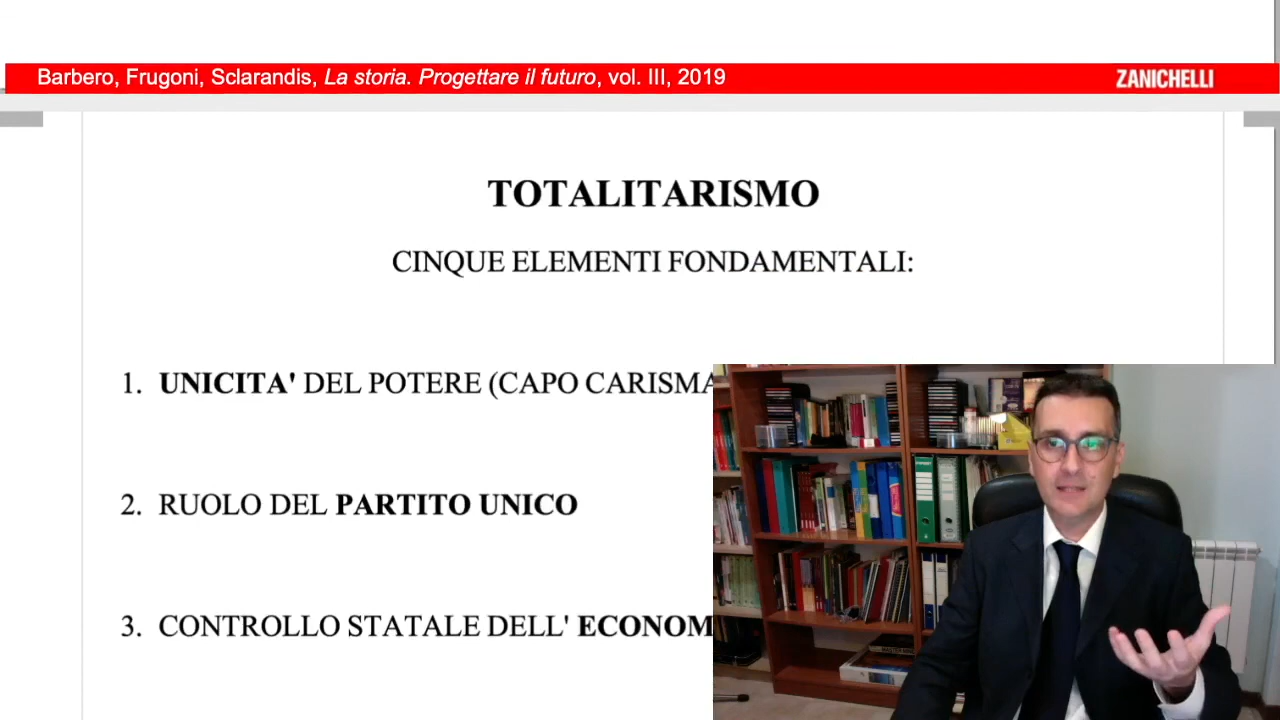 Barbero, Frugoni, Sclarandis, La storia. Progettare il futuro, vol. III, 2019
ZANICHELLI
TOTALITARISMO
CINQUE ELEMENTI FONDAMENTALI:
1. UNICITA' DEL POTERE (CAPO CARISMA
2. RUOLO DEL PARTITO UNICO
3. CONTROLLO STATALE DELL' ECONOM